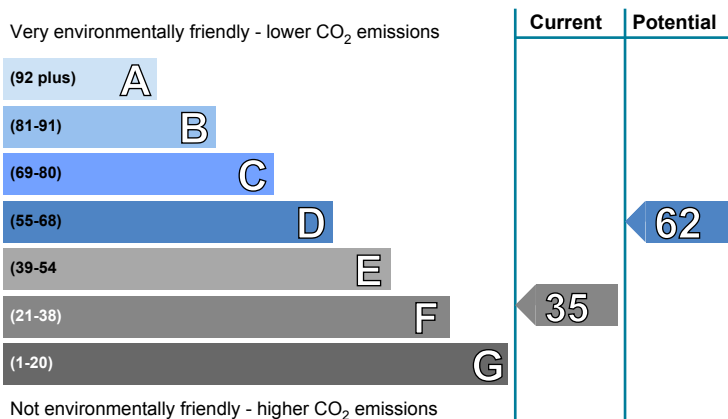 Current Potential
Very environmentally friendly - lower CO2 emissions
(92 plus) A
(81-91) B
(69-80) C
(55-68) D
62
(39-54 E
(21-38) F
35
(1-20) G
Not environmentally friendly - higher CO2 emissions